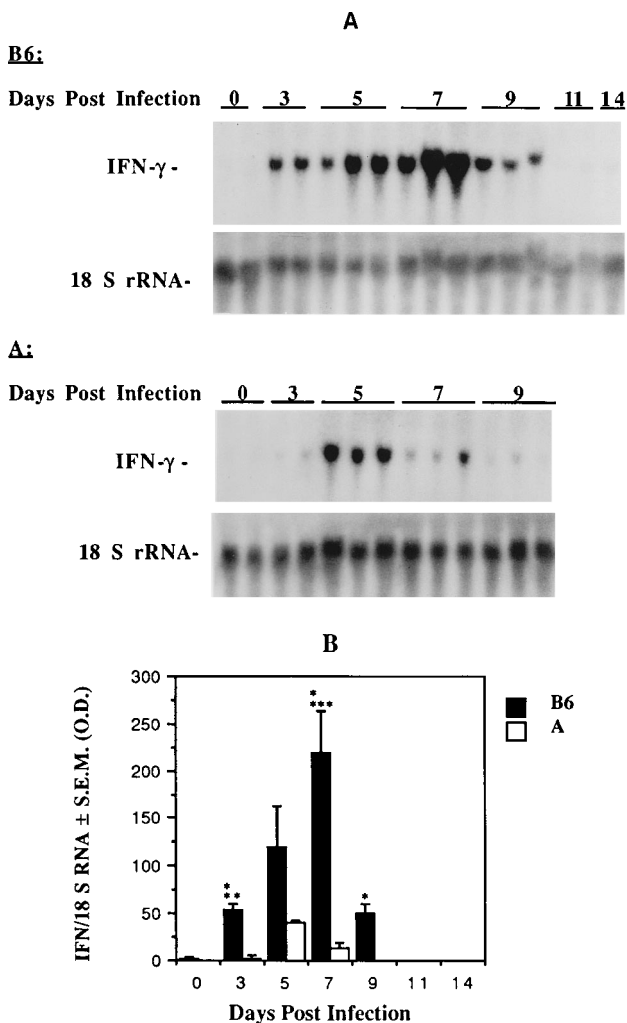 A
B6:
Days Post Infection 0 3 5 7 9 11 14
IFN-γ -
18 S rRNA-
A:
Days Post Infection 0 3 5 7 9
IFN-γ -
18 S rRNA-
B
300
250
200
150
100
50
0
IFN/18 S RNA ± S.E.M. (O.D.)
*
**
*
***
*
B6
A
0 3 5 7 9 11 14
Days Post Infection